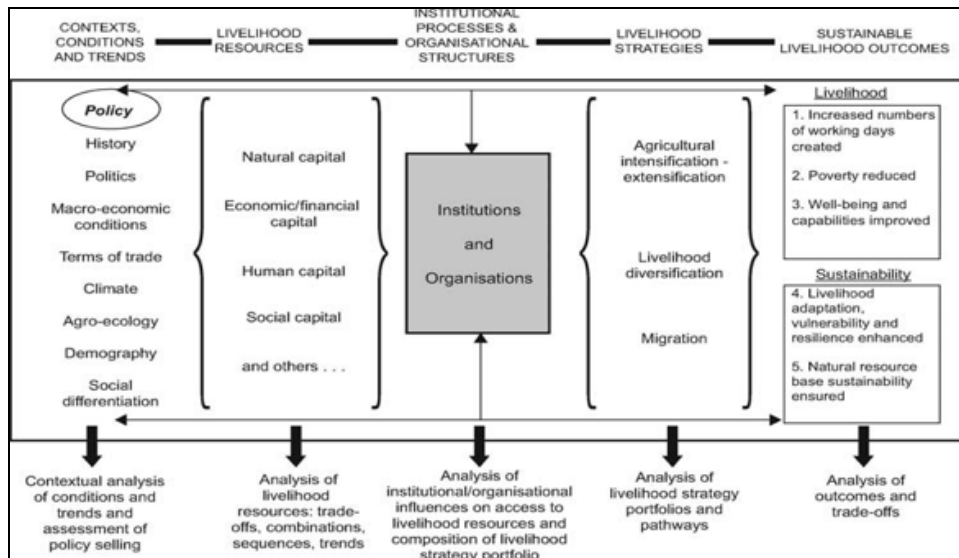 CONTEXTS,
CONDITIONS
AND TRENDS
LIVELIHOOD
RESOURCES
INSTITUTIONAL
PROCESSES &
ORGANISATIONAL
STRUCTURES
LIVELIHOOD
STRATEGIES
SUSTAINABLE
LIVELIHOOD OUTCOMES
Policy
History
Politics
Macro-economic
conditions
Terms of trade
Climate
Agro-ecology
Demography
Social
differentiation
Natural capital
Economic/financial
capital
Human capital
Social capital
and others . . .
Institutions
and
Organisations
Agricultural
intensification -
extensification
Livelihood
diversification
Migration
Livelihood
1. Increased numbers
of working days
created
2. Poverty reduced
3. Well-being and
capabilities improved
Sustainability
4. Livelihood
adaptation,
vulnerability and
resilience enhanced
5. Natural resource
base sustainability
ensured
Contextual analysis
of conditions and
trends and
assessment of
policy selling
Analysis of
livelihood
resources: trade-
offs, combinations,
sequences, trends
Analysis of
institutional/organisational
influences on access to
livelihood resources and
composition of livelihood
strategy portfolio
Analysis of
livelihood strategy
portfolios and
pathways
Analysis of
outcomes and
trade-offs